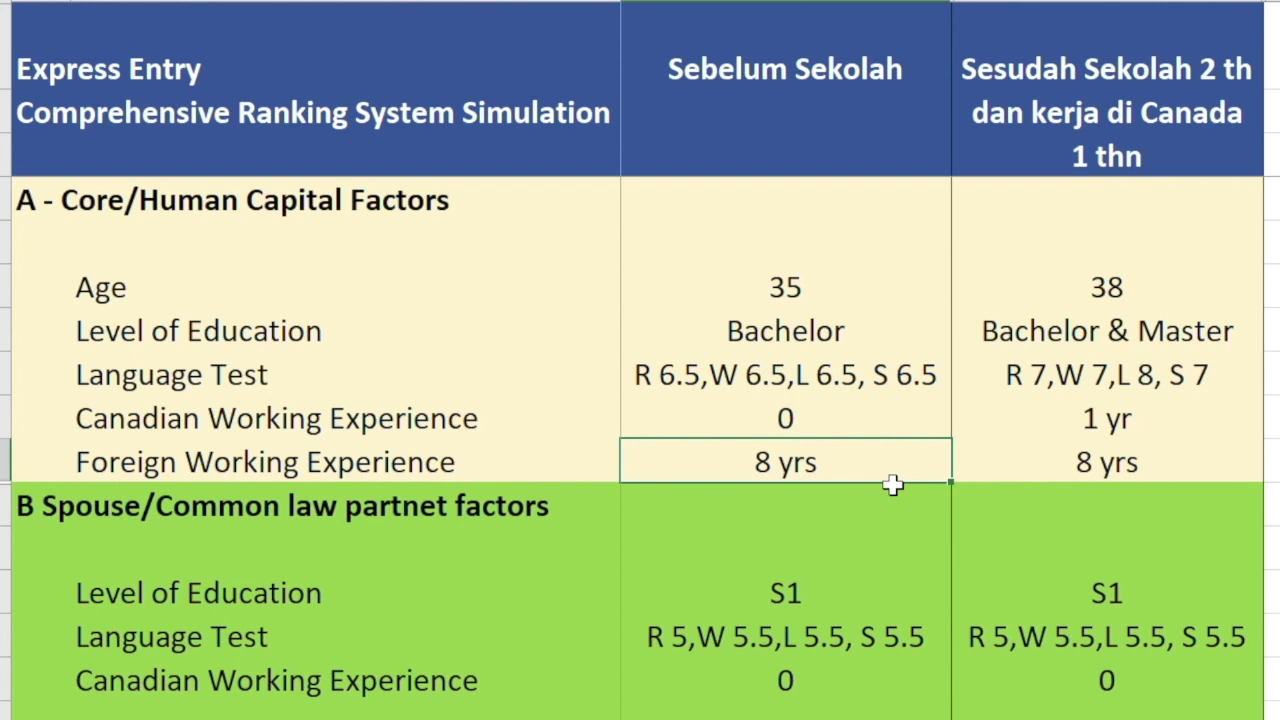 Express Entry
Comprehensive Ranking System Simulation
Sebelum Sekolah
Sesudah Sekolah 2 th
dan kerja di Canada
1 thn
A - Core/Human Capital Factors
Age 35 38
Level of Education Bachelor Bachelor & Master
Language Test R 6.5,W 6.5,L 6.5, S 6.5 R 7,W 7,L 8, S 7
Canadian Working Experience 0 1 yr
Foreign Working Experience 8 yrs 8 yrs
B Spouse/Common law partnet factors
Level of Education S1 S1
Language Test R 5,W 5.5,L 5.5, S 5.5 R 5,W 5.5,L 5.5, S 5.5
Canadian Working Experience 0 0